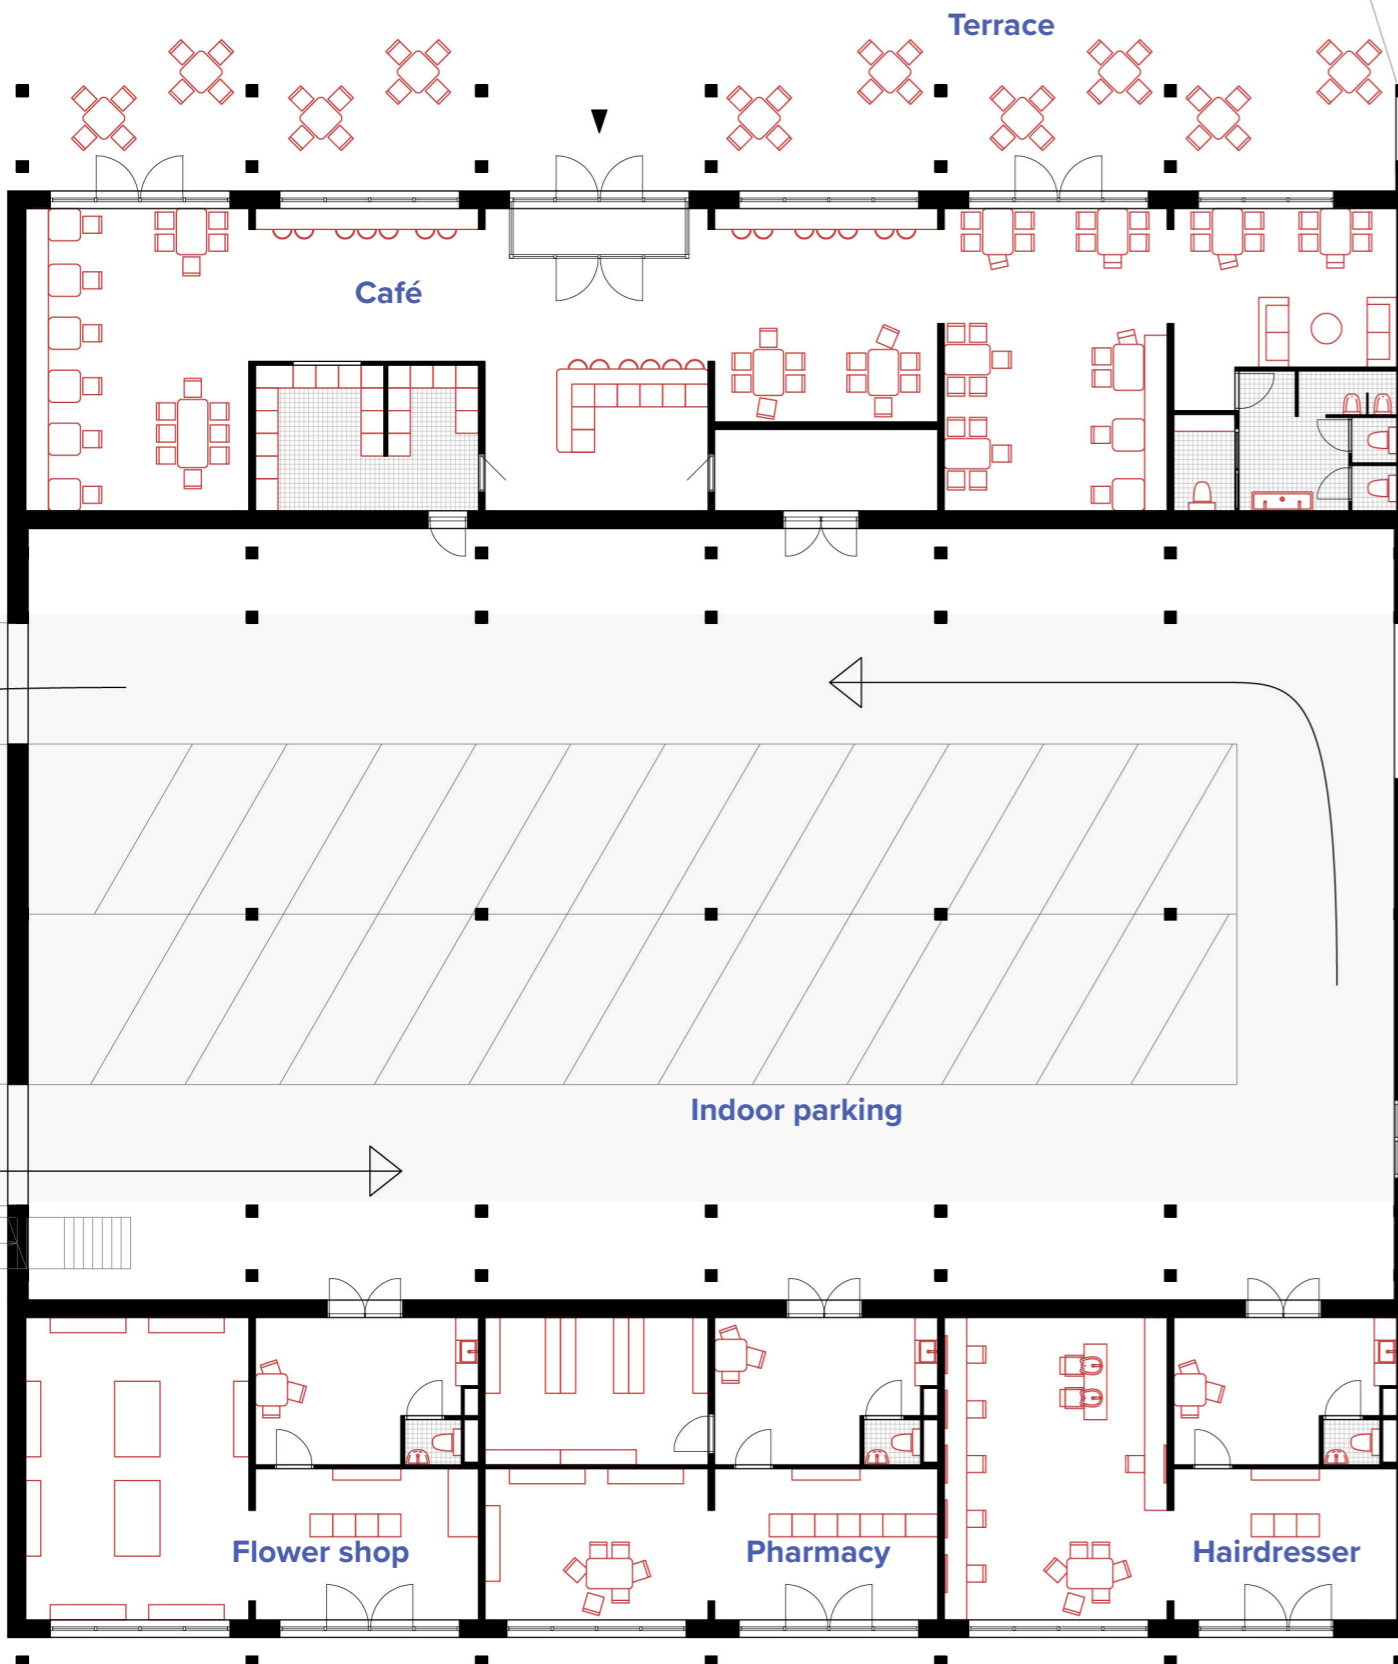 Terrace
Café
Indoor parking
Flower shop
Pharmacy
Hairdresser